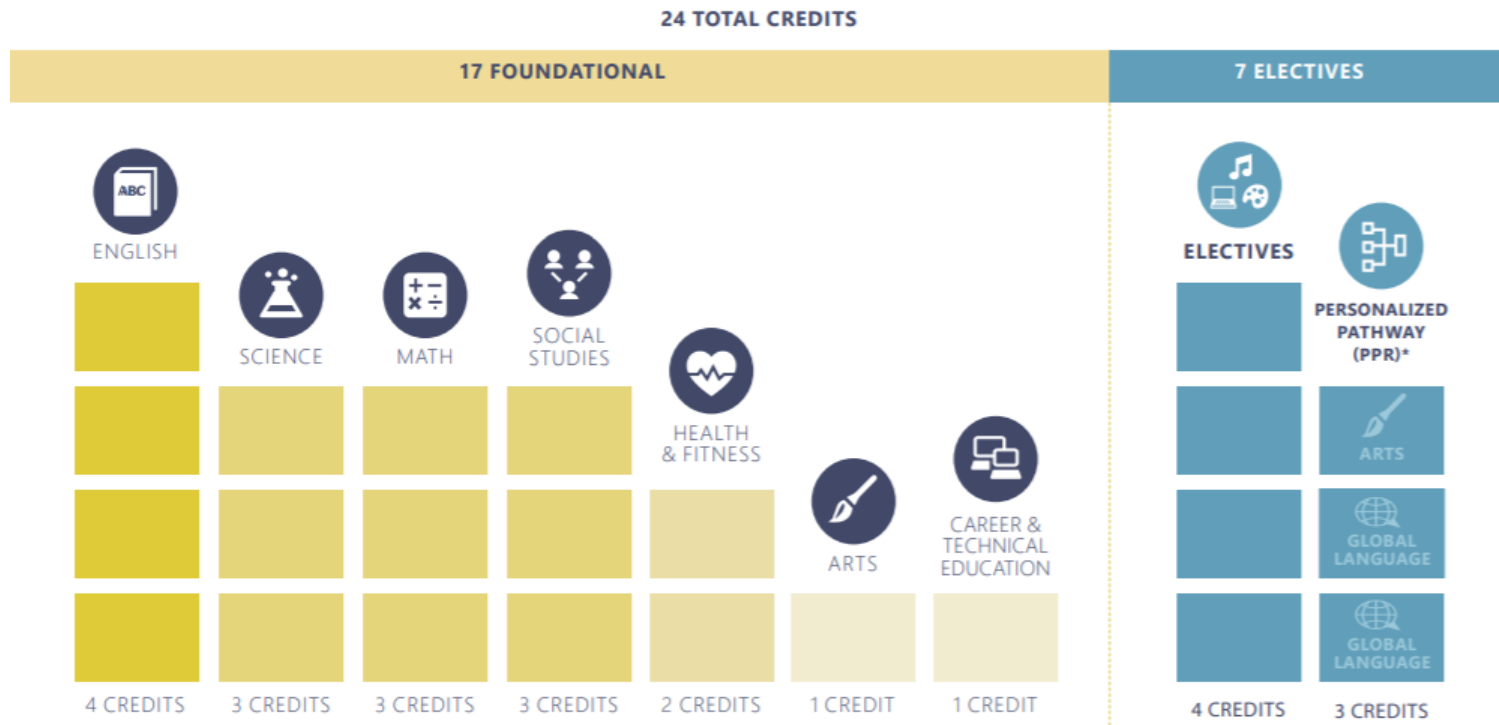 24 TOTAL CREDITS
17 FOUNDATIONAL
7 ELECTIVES
ABC
ENGLISH
SCIENCE
MATH
SOCIAL
STUDIES
HEALTH
& FITNESS
ARTS
CAREER &
TECHNICAL
EDUCATION
ELECTIVES
PERSONALIZED
PATHWAY
(PPR)*
ARTS
GLOBAL
LANGUAGE
GLOBAL
LANGUAGE
4 CREDITS
3 CREDITS
3 CREDITS
3 CREDITS
2 CREDITS
1 CREDIT
1 CREDIT
4 CREDITS
3 CREDITS